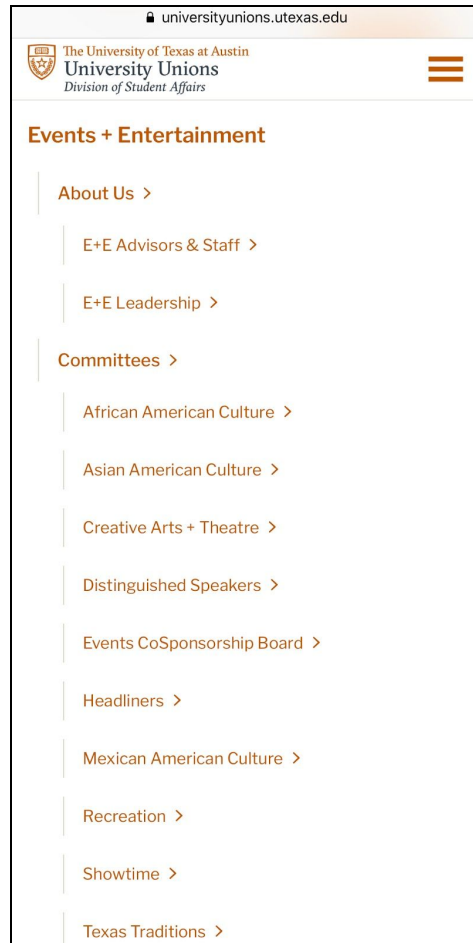 universityunions.utexas.edu
The University of Texas at Austin
University Unions
Division of Student Affairs
Events + Entertainment
About Us >
E+E Advisors & Staff >
E+E Leadership >
Committees >
African American Culture >
Asian American Culture >
Creative Arts + Theatre >
Distinguished Speakers >
Events CoSponsorship Board >
Headliners >
Mexican American Culture >
Recreation >
Showtime >
Texas Traditions >